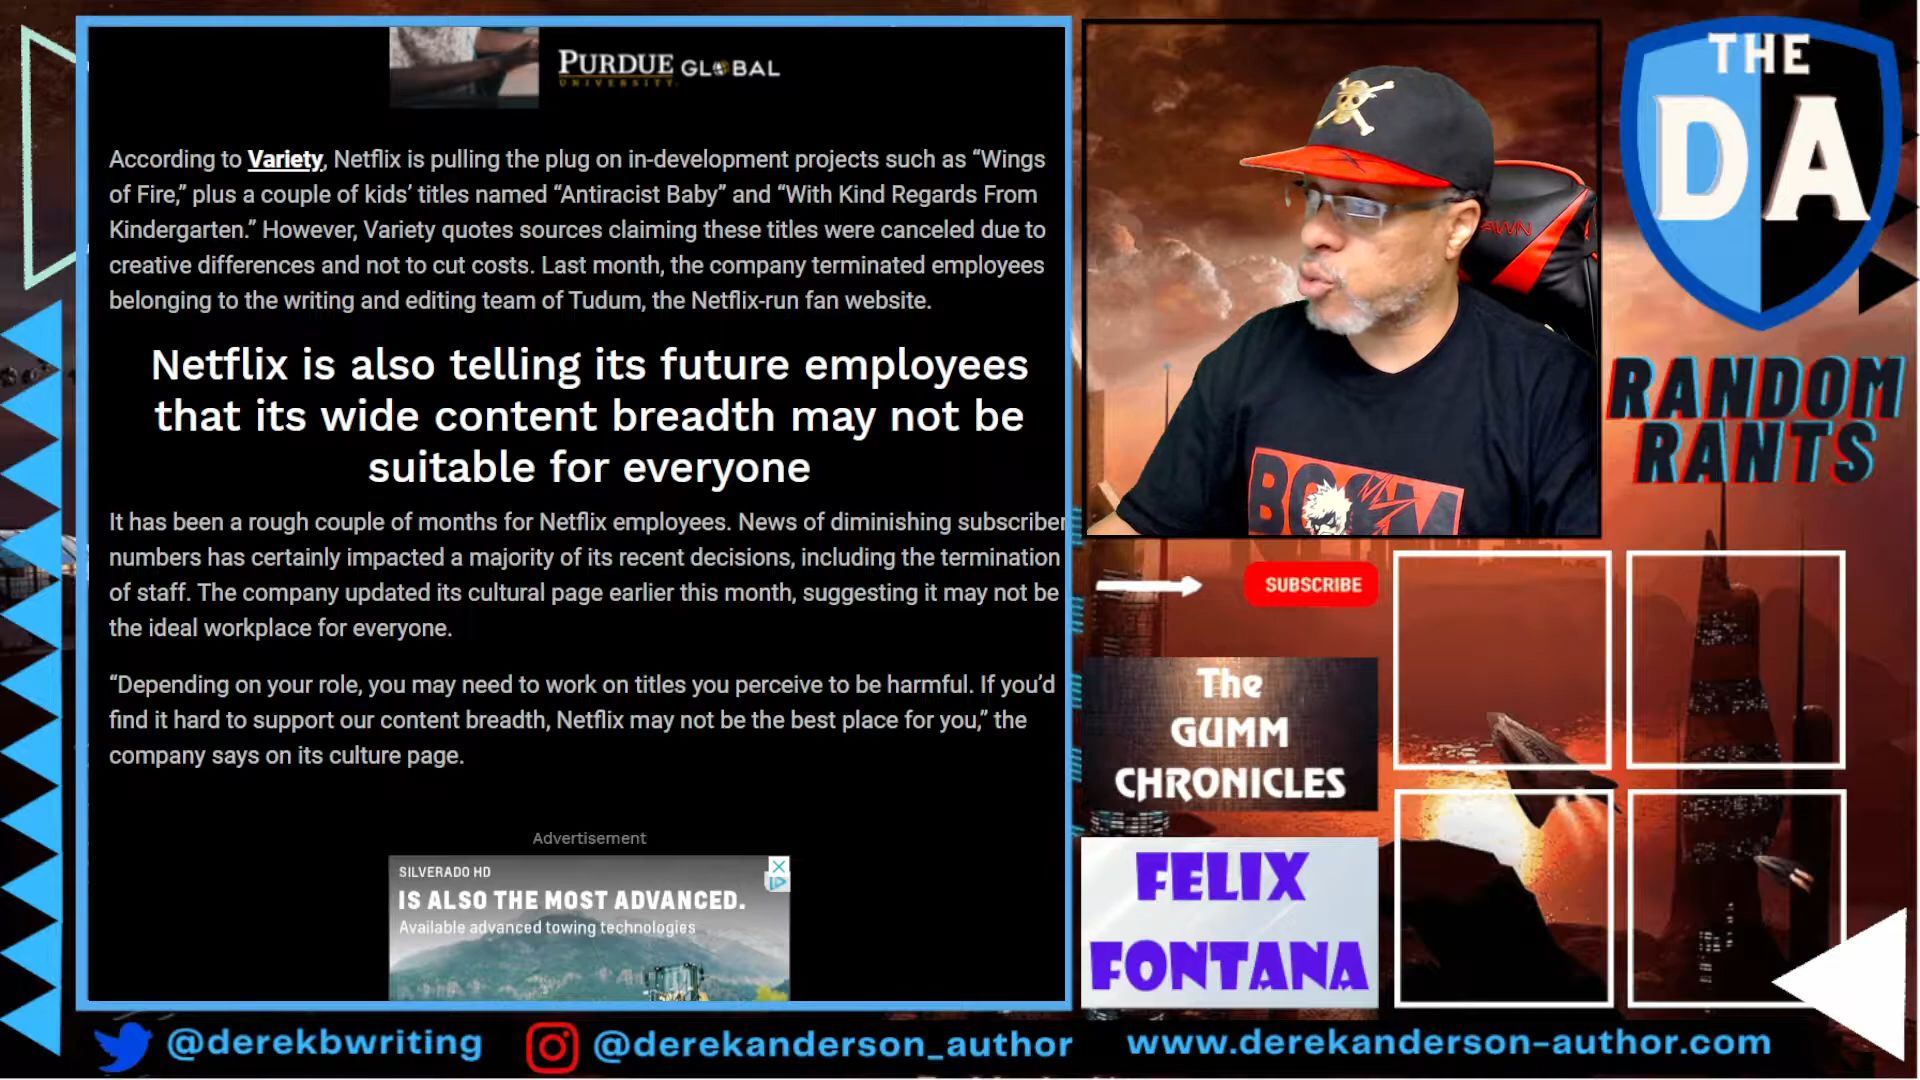 PURDUE GLOBAL
UNIVERSITY
According to Variety, Netflix is pulling the plug on in-development projects such as “Wings
of Fire,” plus a couple of kids’ titles named “Antiracist Baby” and “With Kind Regards From
Kindergarten.” However, Variety quotes sources claiming these titles were canceled due to
creative differences and not to cut costs. Last month, the company terminated employees
belonging to the writing and editing team of Tudum, the Netflix-run fan website.
Netflix is also telling its future employees
that its wide content breadth may not be
suitable for everyone
It has been a rough couple of months for Netflix employees. News of diminishing subscriber
numbers has certainly impacted a majority of its recent decisions, including the termination
of staff. The company updated its cultural page earlier this month, suggesting it may not be
the ideal workplace for everyone.
“Depending on your role, you may need to work on titles you perceive to be harmful. If you’d
find it hard to support our content breadth, Netflix may not be the best place for you,” the
company says on its culture page.
Advertisement
SILVERADO HD
IS ALSO THE MOST ADVANCED.
Available advanced towing technologies
AWN
BOOM
THE
DA
RANDOM
RANTS
SUBSCRIBE
The
GUMM
CHRONICLES
FELIX
FONTANA
@derekbwriting
@derekanderson_author
www.derekanderson-author.com